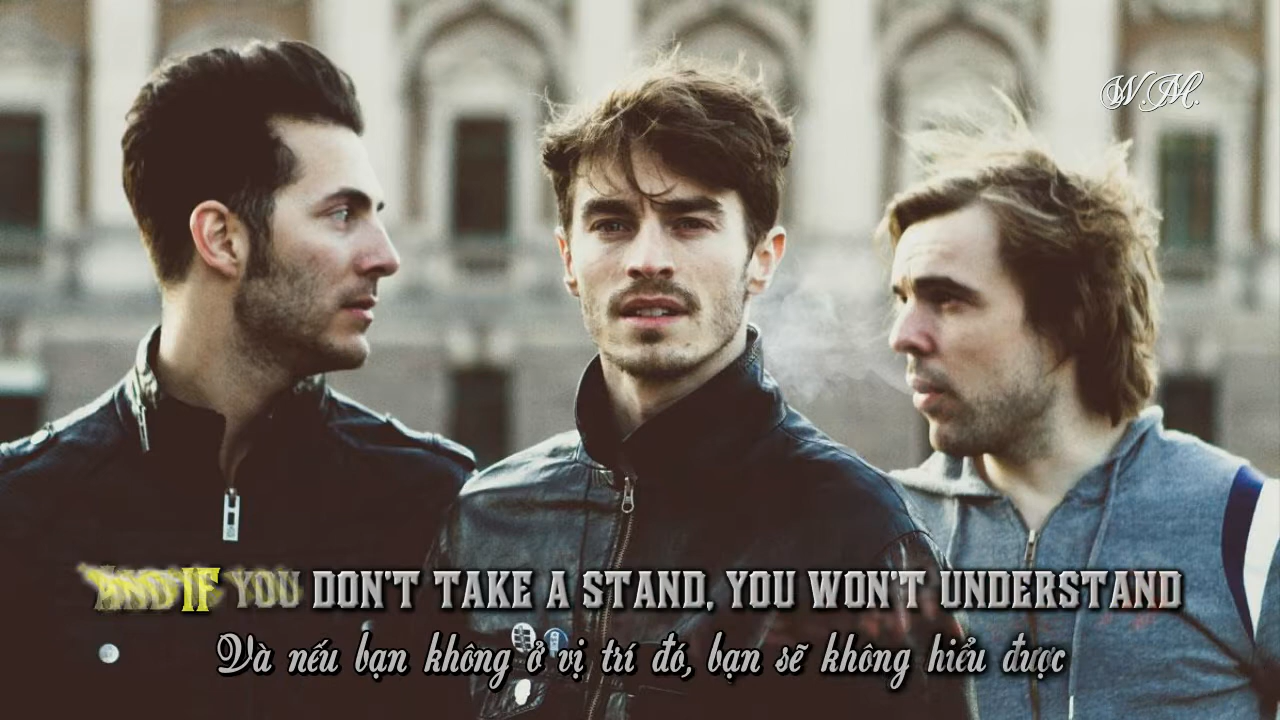 W.M.
AND IF YOU DON'T TAKE A STAND, YOU WON'T UNDERSTAND
Và nếu bạn không ở vị trí đó, bạn sẽ không hiểu được